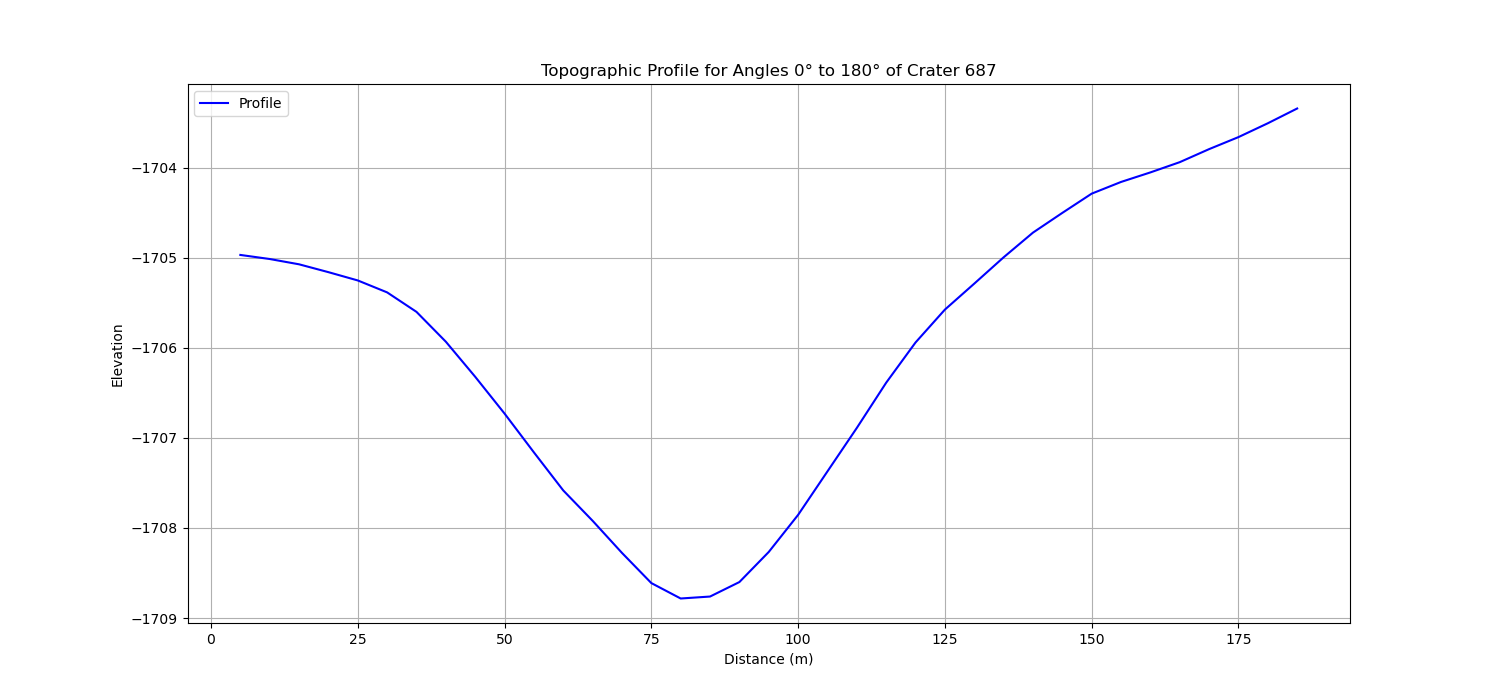 Topographic Profile for Angles 0° to 180° of Crater 687
Profile
−1704
−1705
−1706
−1707
−1708
−1709
Elevation
0 25 50 75 100 125 150 175
Distance (m)